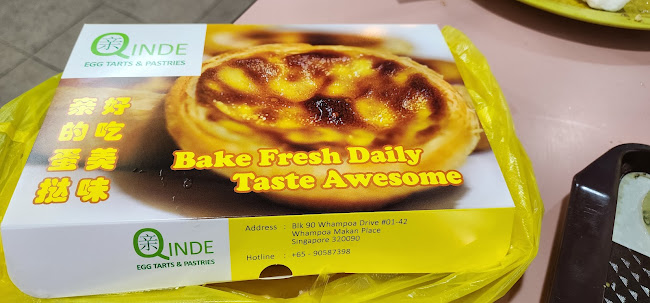 亲 QINDE
EGG TARTS & PASTRIES
亲好
的吃
蛋美
挞味
Bake Fresh Daily
Taste Awesome
亲 QINDE
EGG TARTS & PASTRIES
Address : Blk 90 Whampoa Drive #01-42
Whampoa Makan Place
Singapore 320090
Hotline : +65 - 90587398